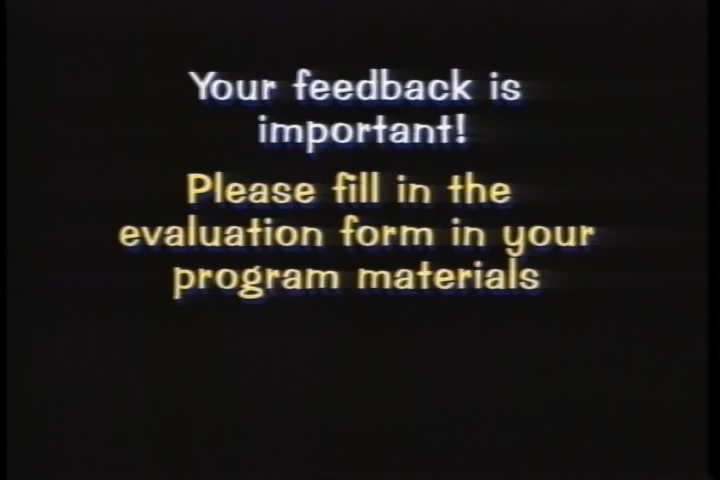 Your feedback is
important!
Please fill in the
evaluation form in your
program materials